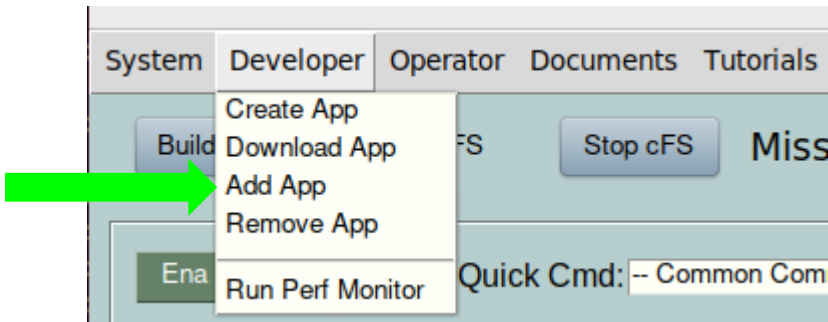 System Developer Operator Documents Tutorials
Create App
Build Download App FS Stop cFS Miss
Add App
Remove App
Ena Quick Cmd: -- Common Com
Run Perf Monitor